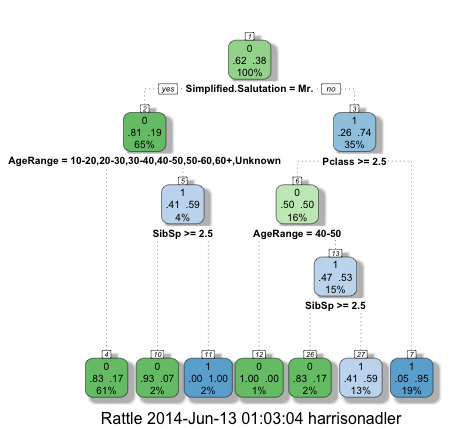 1
0
.62 .38
100%
yes Simplified.Salutation = Mr. no
2 3
0 1
.81 .19 .26 .74
65% 35%
AgeRange = 10-20,20-30,30-40,40-50,50-60,60+,Unknown Pclass >= 2.5
5 6
1 0
.41 .59 .50 .50
4% 16%
SibSp >= 2.5 AgeRange = 40-50
13
1
.47 .53
15%
SibSp >= 2.5
4 10 11 12 26 27 7
0 0 1 0 0 1 1
.83 .17 .93 .07 .00 1.00 1.00 .00 .83 .17 .41 .59 .05 .95
61% 2% 2% 1% 2% 13% 19%
Rattle 2014-Jun-13 01:03:04 harrisonadler